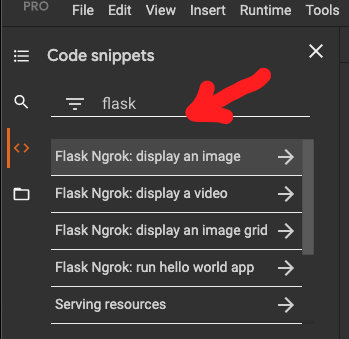 PRO
File Edit View Insert Runtime Tools
Code snippets
flask
Flask Ngrok: display an image
Flask Ngrok: display a video
Flask Ngrok: display an image grid
Flask Ngrok: run hello world app
Serving resources